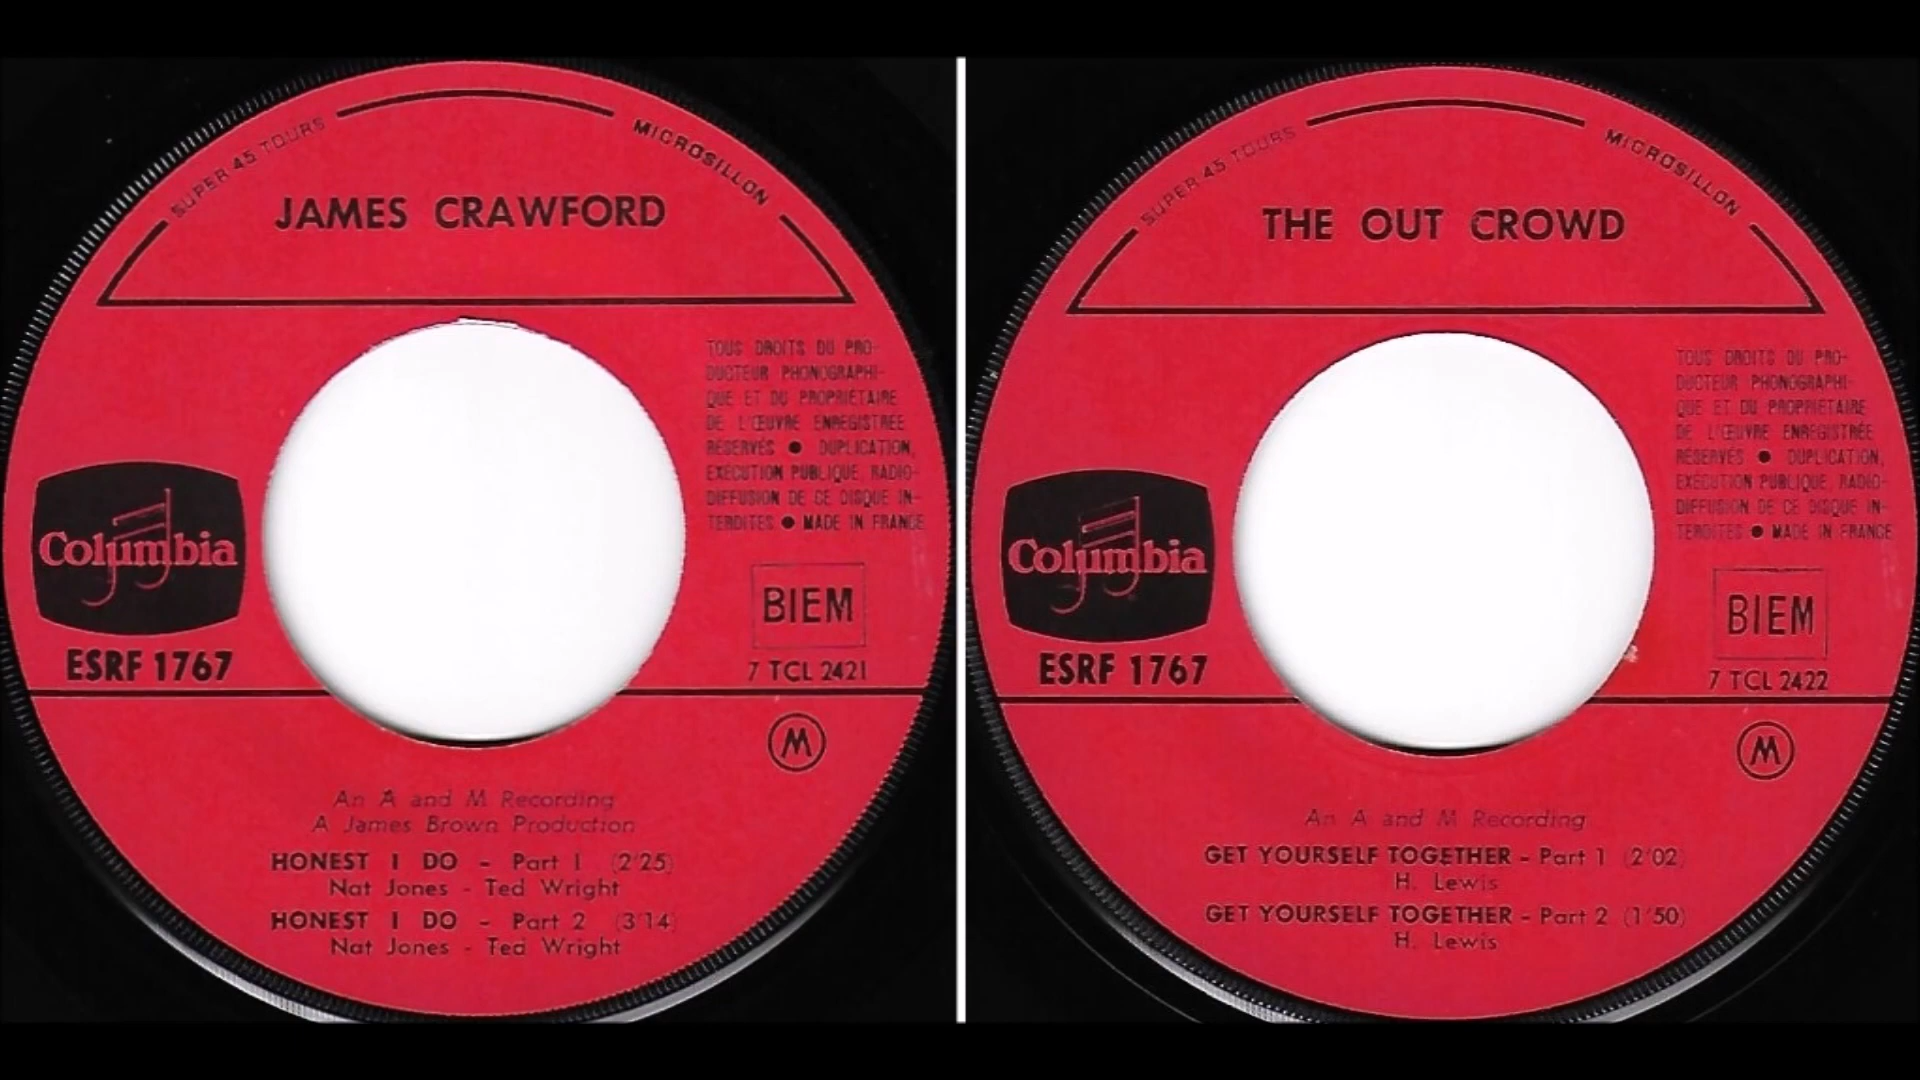 SUPER 45 TOURS
MICROSILLON
JAMES CRAWFORD
TOUS DROITS DU PRO-
DUCTEUR PHONOGRAPHI-
QUE ET DU PROPRIÉTAIRE
DE L'ŒUVRE ENREGISTRÉE
RÉSERVÉS ● DUPLICATION,
EXÉCUTION PUBLIQUE, RADIO-
DIFFUSION DE CE DISQUE IN-
TERDITES ● MADE IN FRANCE
Columbia
BIEM
ESRF 1767
7 TCL 2421
M
An A and M Recording
A James Brown Production
HONEST I DO - Part 1 (2'25)
Nat Jones - Ted Wright
HONEST I DO - Part 2 (3'14)
Nat Jones - Ted Wright
SUPER 45 TOURS
MICROSILLON
THE OUT CROWD
TOUS DROITS DU PRO-
DUCTEUR PHONOGRAPHI-
QUE ET DU PROPRIÉTAIRE
DE L'ŒUVRE ENREGISTRÉE
RÉSERVÉS ● DUPLICATION,
EXÉCUTION PUBLIQUE, RADIO-
DIFFUSION DE CE DISQUE IN-
TERDITES ● MADE IN FRANCE
Columbia
BIEM
ESRF 1767
7 TCL 2422
M
An A and M Recording
GET YOURSELF TOGETHER - Part 1 (2'02)
H. Lewis
GET YOURSELF TOGETHER - Part 2 (1'50)
H. Lewis